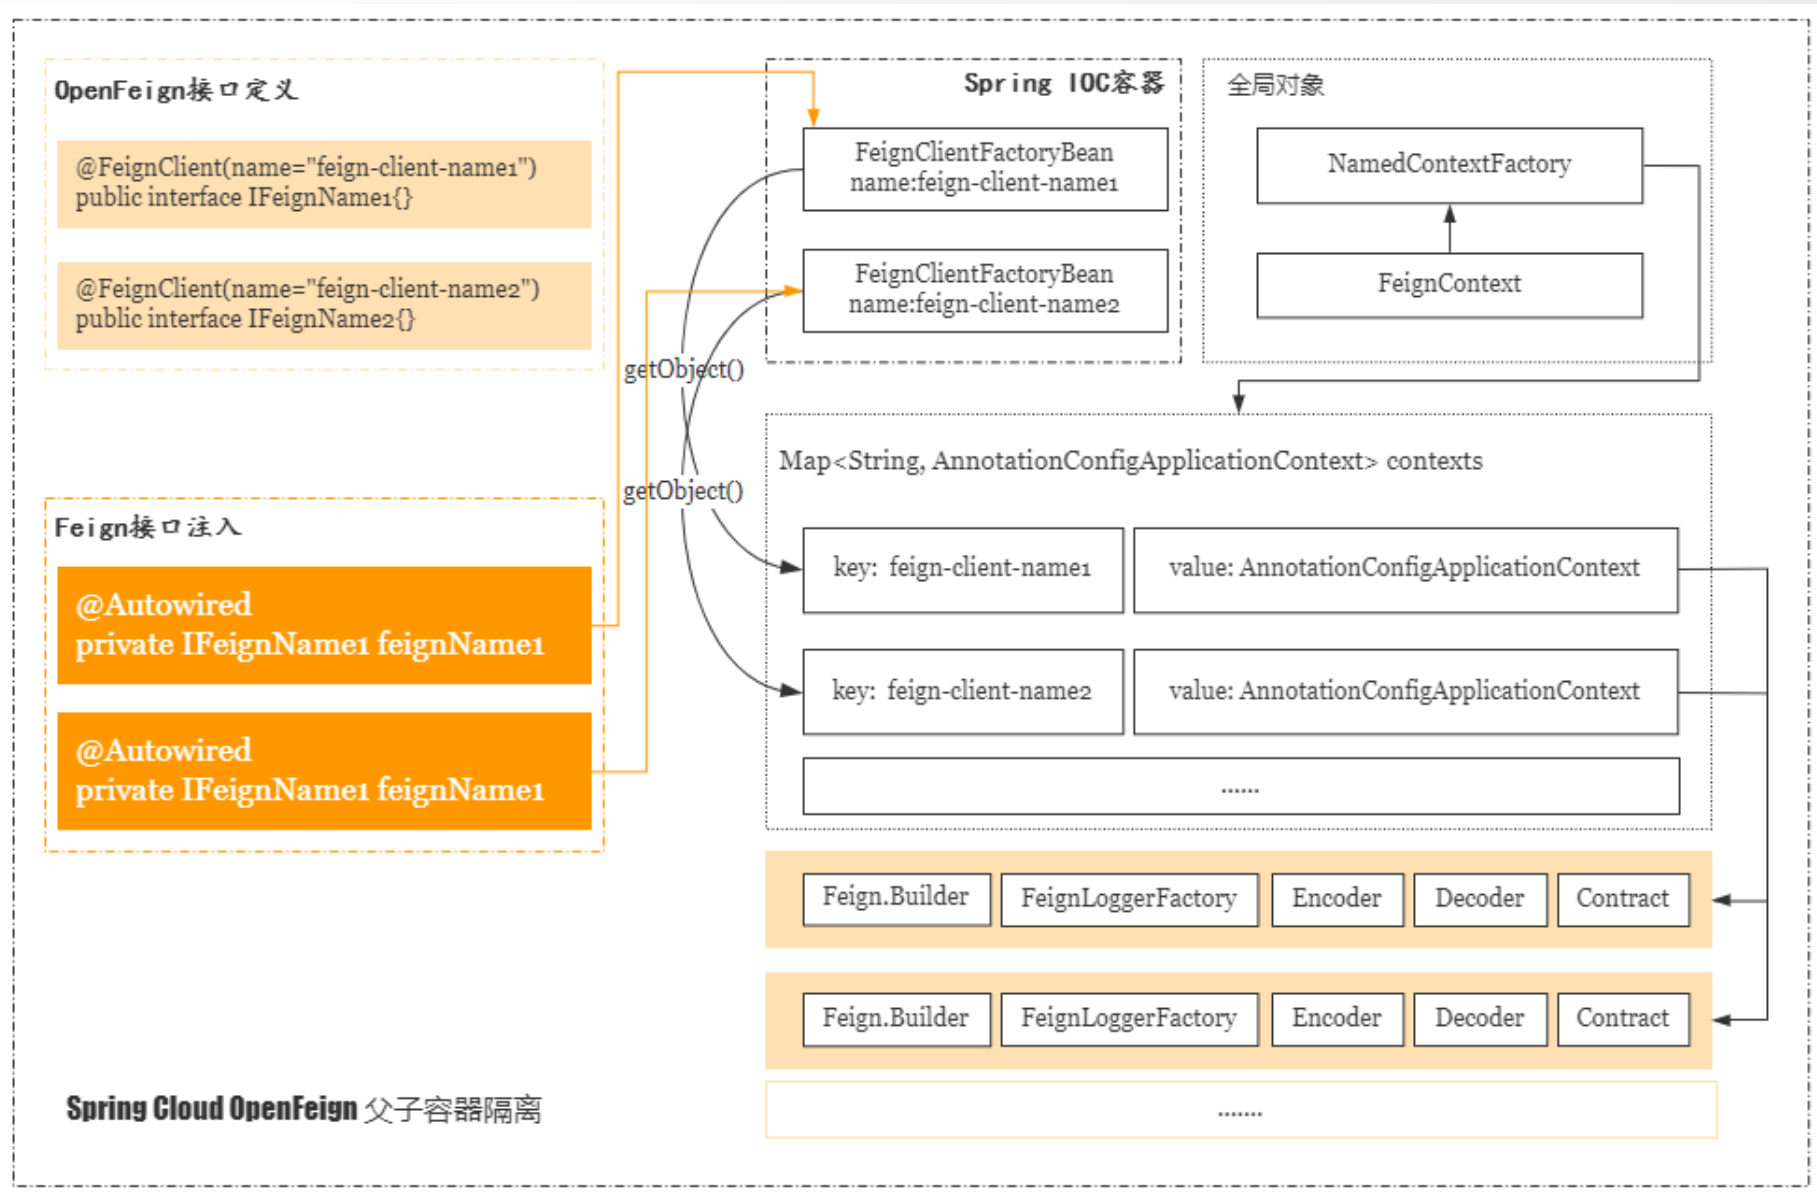 OpenFeign接口定义
@FeignClient(name="feign-client-name1")
public interface IFeignName1{}
@FeignClient(name="feign-client-name2")
public interface IFeignName2{}
Feign接口注入
@Autowired
private IFeignName1 feignName1
@Autowired
private IFeignName1 feignName1
Spring Cloud OpenFeign 父子容器隔离
getObject()
getObject()
Spring IOC容器
FeignClientFactoryBean
name:feign-client-name1
FeignClientFactoryBean
name:feign-client-name2
全局对象
NamedContextFactory
FeignContext
Map<String, AnnotationConfigApplicationContext> contexts
key: feign-client-name1
value: AnnotationConfigApplicationContext
key: feign-client-name2
value: AnnotationConfigApplicationContext
......
Feign.Builder
FeignLoggerFactory
Encoder
Decoder
Contract
Feign.Builder
FeignLoggerFactory
Encoder
Decoder
Contract
.......